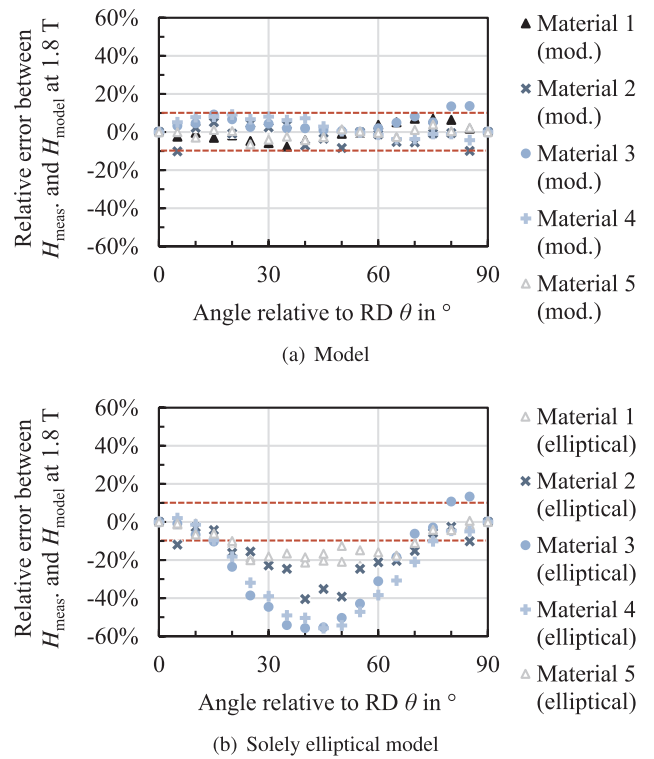 60%
40%
20%
0%
-20%
-40%
-60%
Relative error between
Hmeas. and Hmodel at 1.8 T
0 30 60 90
Angle relative to RD θ in °
Material 1
(mod.)
Material 2
(mod.)
Material 3
(mod.)
Material 4
(mod.)
Material 5
(mod.)
(a) Model
60%
40%
20%
0%
-20%
-40%
-60%
Relative error between
Hmeas. and Hmodel at 1.8 T
0 30 60 90
Angle relative to RD θ in °
Material 1
(elliptical)
Material 2
(elliptical)
Material 3
(elliptical)
Material 4
(elliptical)
Material 5
(elliptical)
(b) Solely elliptical model